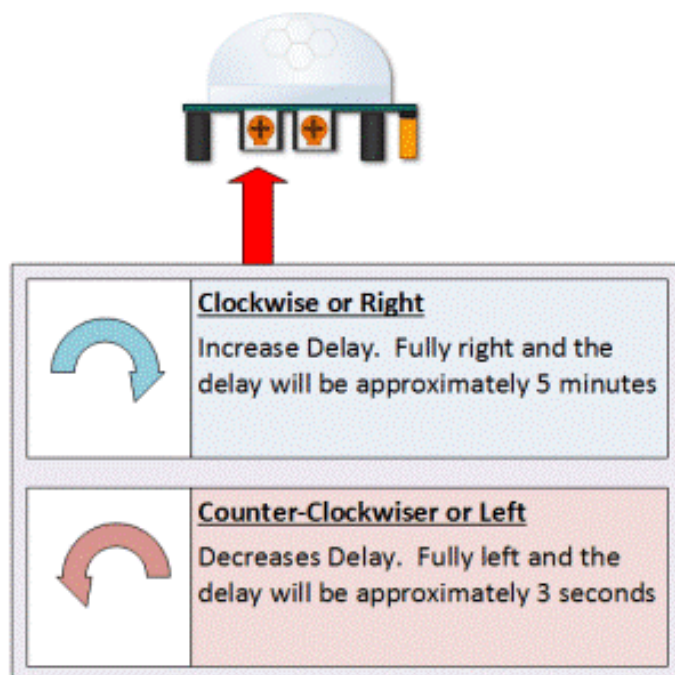 Clockwise or Right
Increase Delay.  Fully right and the
delay will be approximately 5 minutes
Counter-Clockwiser or Left
Decreases Delay.  Fully left and the
delay will be approximately 3 seconds